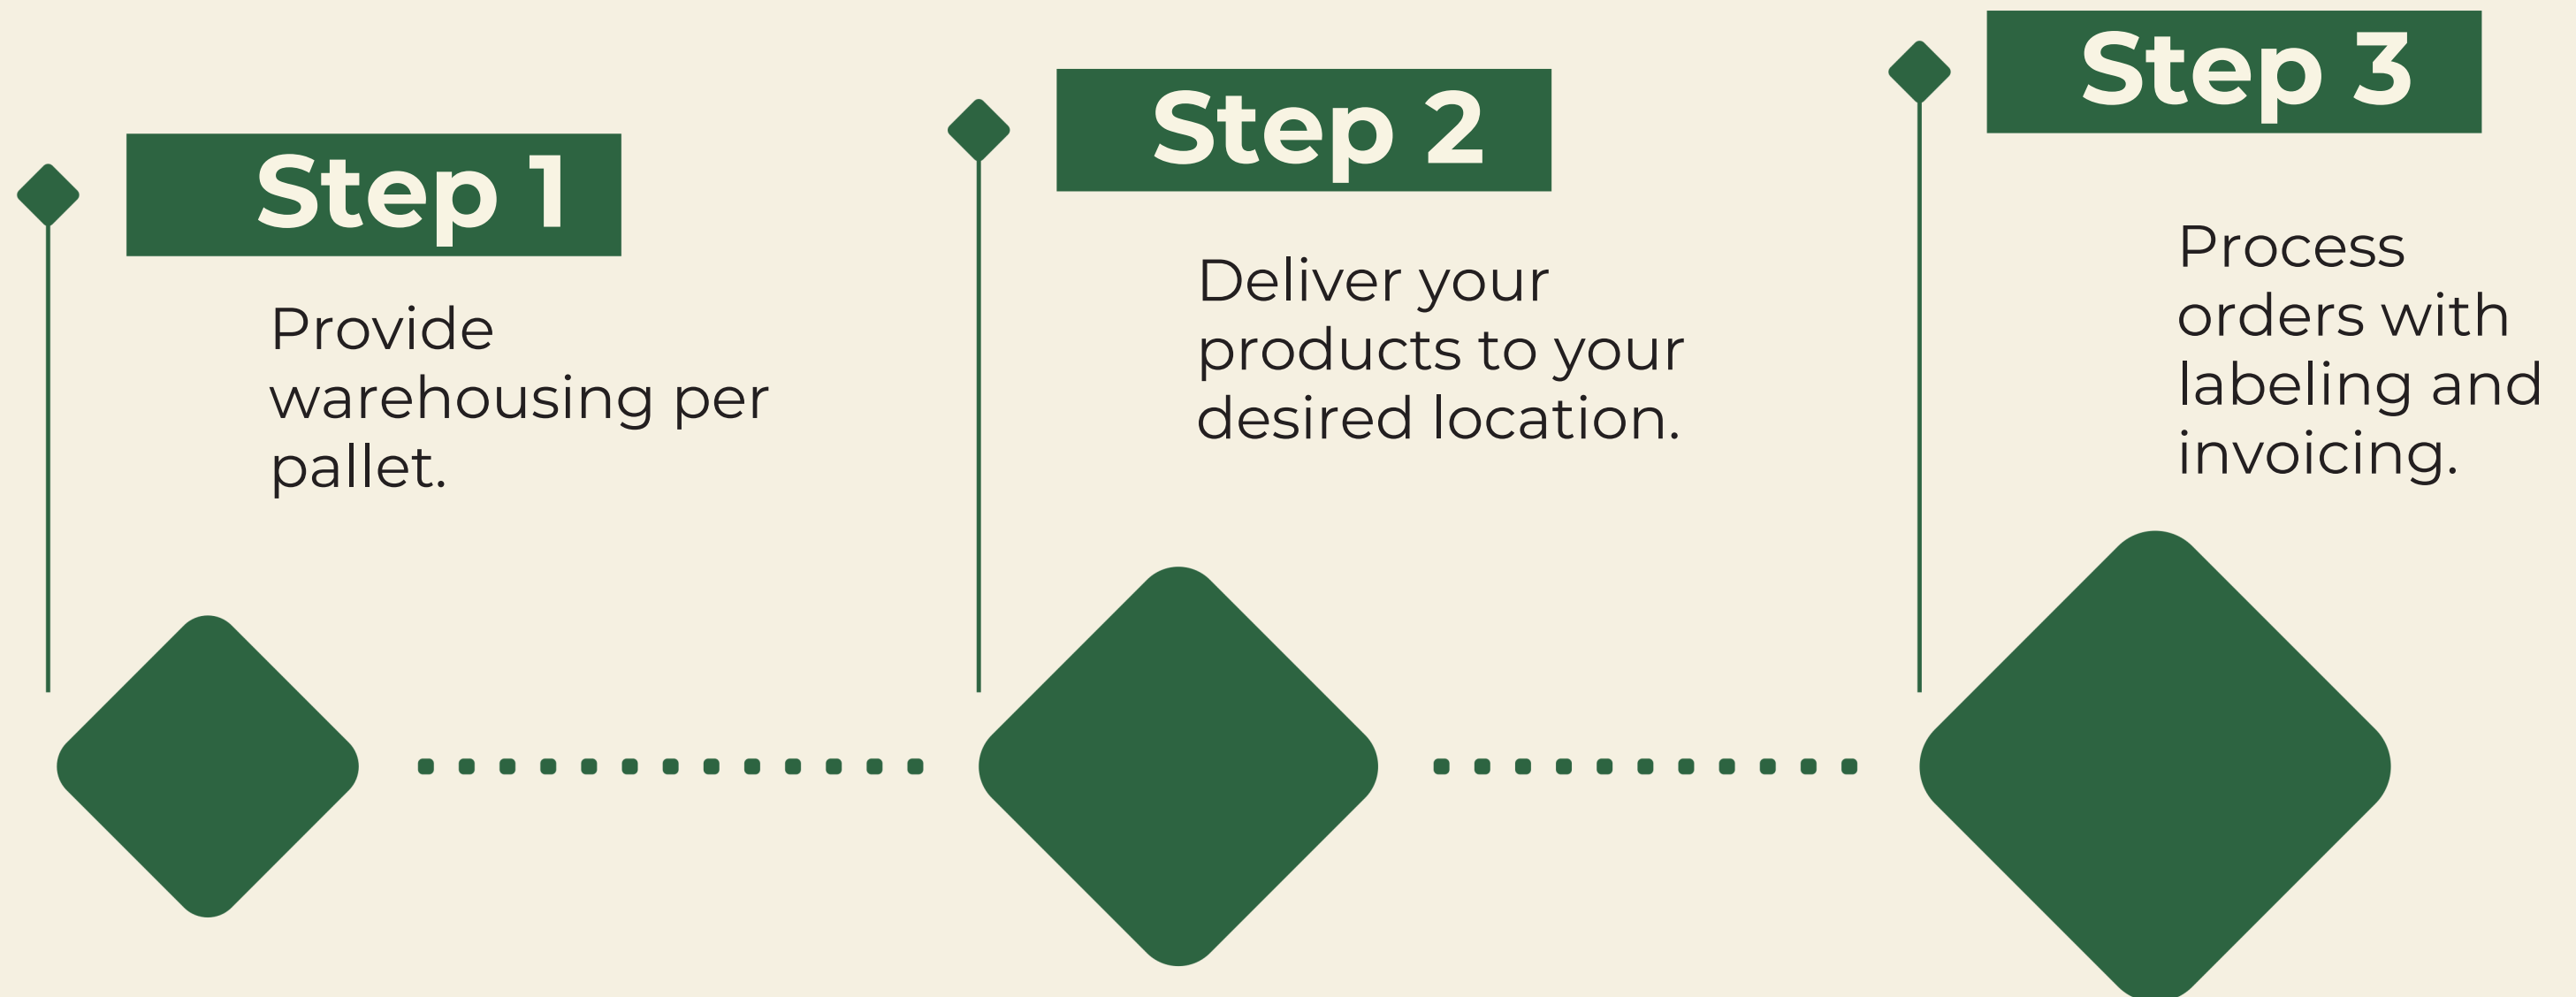 Step 1
Provide
warehousing per
pallet.
Step 2
Deliver your
products to your
desired location.
Step 3
Process
orders with
labeling and
invoicing.